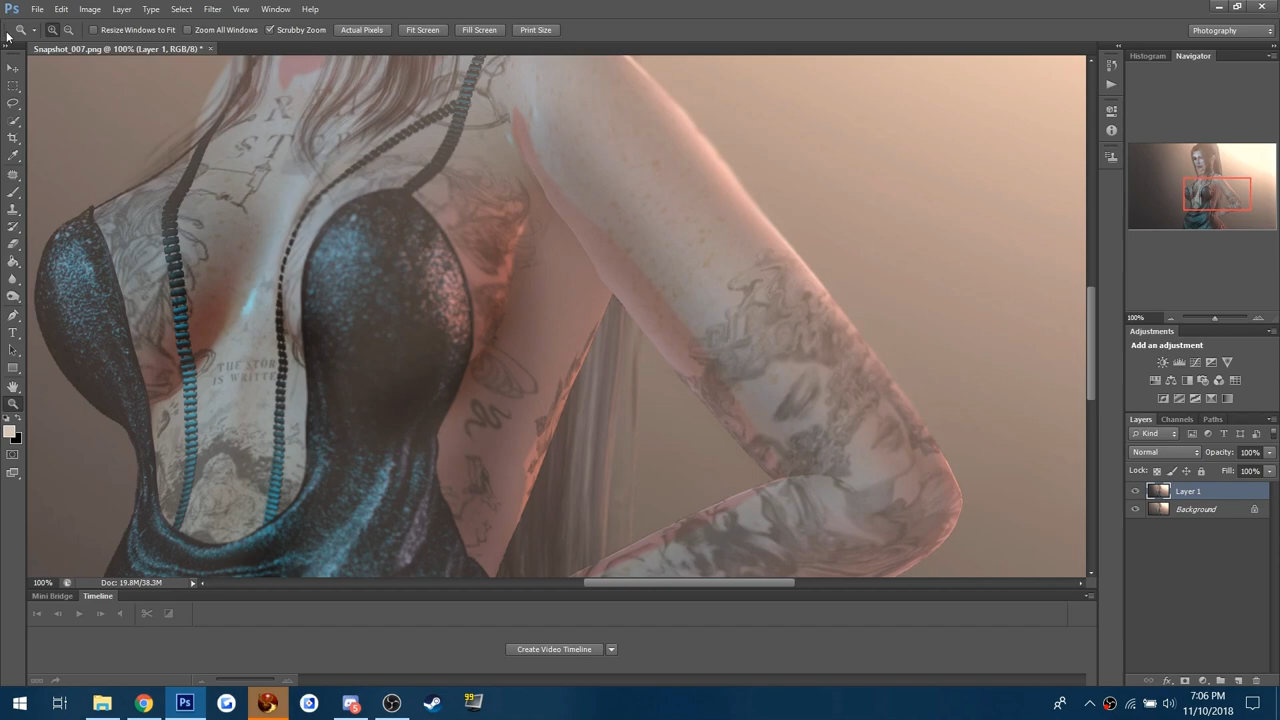 Ps File Edit Image Layer Type Select Filter View Window Help
Resize Windows to Fit Zoom All Windows Scrubby Zoom Actual Pixels Fit Screen Fill Screen Print Size Photography
Snapshot_007.png @ 100% (Layer 1, RGB/8) * ×
Histogram Navigator
R
THE STORY
IS WRITTEN
100%
Adjustments
Add an adjustment
Layers Channels Paths
Kind
Normal Opacity: 100%
Lock: Fill: 100%
Layer 1
Background
100% Doc: 19.8M/38.3M
Mini Bridge Timeline
Create Video Timeline
Ps 5 99
7:06 PM
11/10/2018